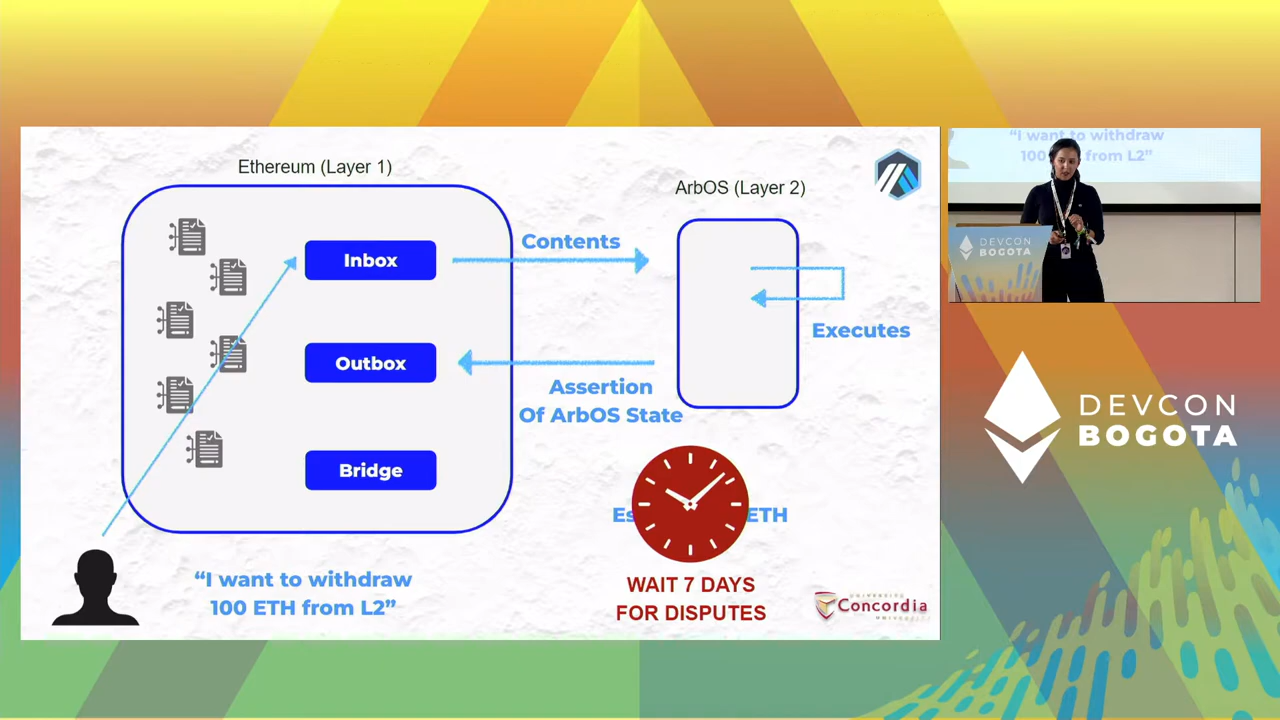 Ethereum (Layer 1)
ArbOS (Layer 2)
Inbox
Contents
Executes
Outbox
Assertion
Of ArbOS State
Bridge
ETH
WAIT 7 DAYS
FOR DISPUTES
“I want to withdraw
100 ETH from L2”
UNIVERSITÉ
Concordia
UNIVERSITY
“I want to withdraw
100 from L2”
DEVCON
BOGOTA
DEVCON
BOGOTA